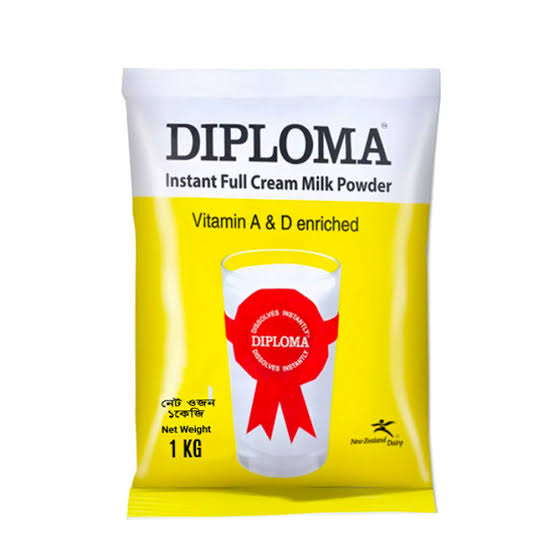 DIPLOMA™
Instant Full Cream Milk Powder
Vitamin A & D enriched
DISSOLVES INSTANTLY
DIPLOMA
DISSOLVES INSTANTLY
নেট ওজন
১কেজি
Net Weight
1 KG
New Zealand Dairy